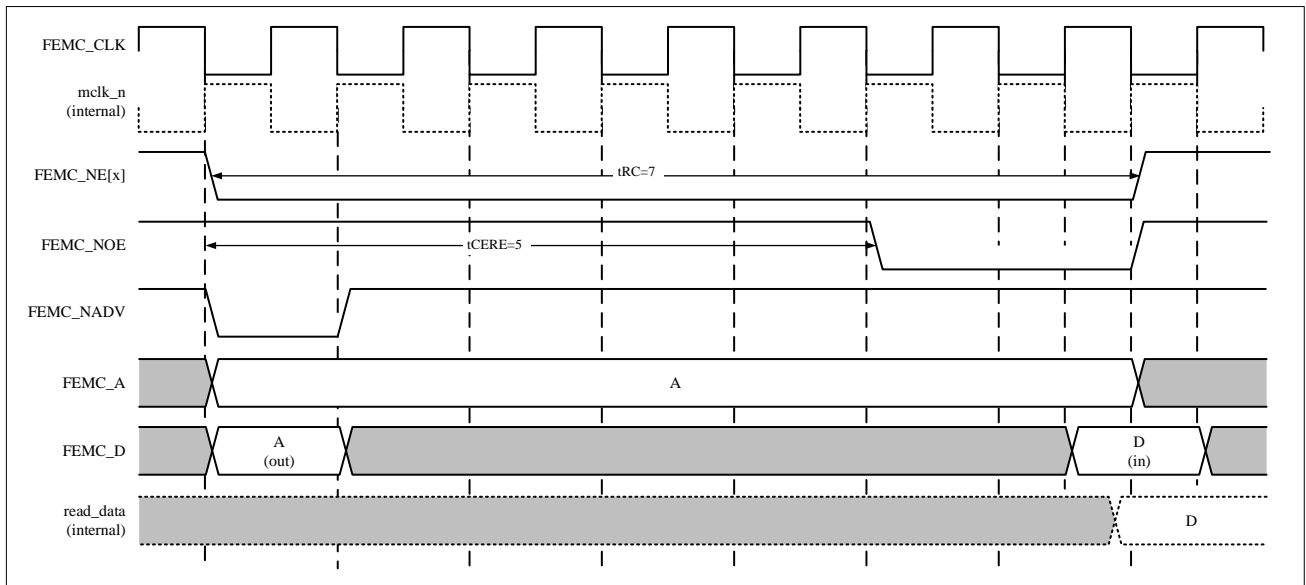 FEMC_CLK
mclk_n
(internal)
FEMC_NE[x]
tRC=7
FEMC_NOE
tCERE=5
FEMC_NADV
FEMC_A
A
FEMC_D
A
(out)
D
(in)
read_data
(internal)
D